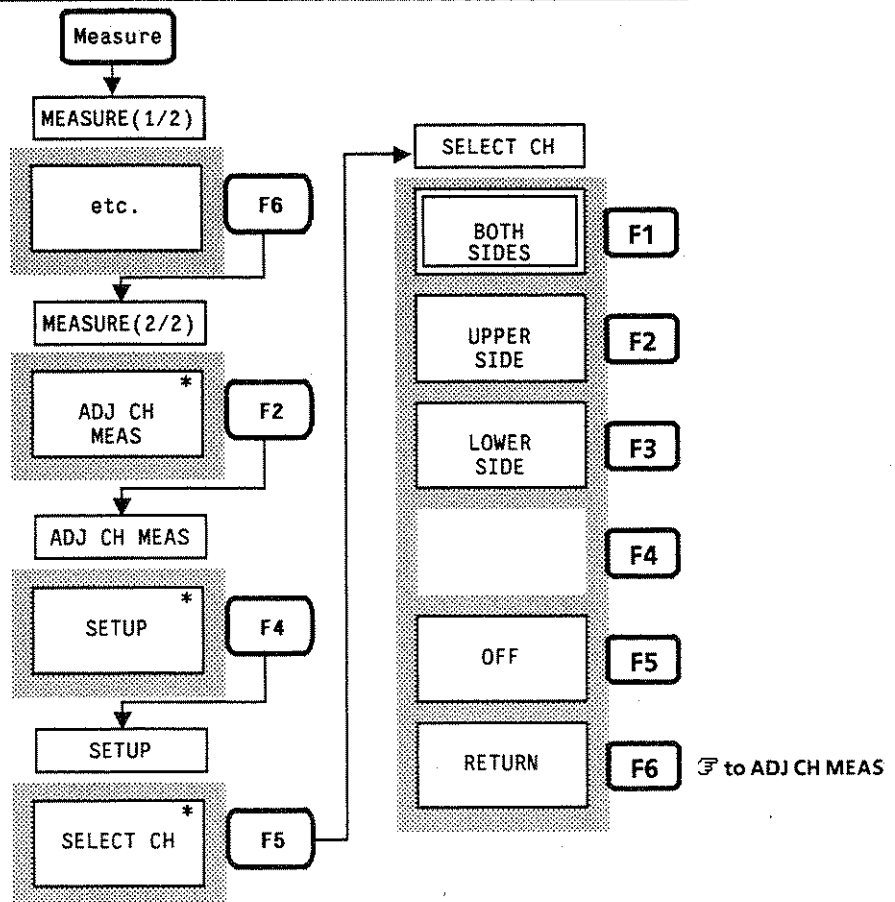 Measure
MEASURE(1/2)
etc.
F6
MEASURE(2/2)
*
ADJ CH
MEAS
F2
ADJ CH MEAS
*
SETUP
F4
SETUP
*
SELECT CH
F5
SELECT CH
BOTH
SIDES
F1
UPPER
SIDE
F2
LOWER
SIDE
F3
F4
OFF
F5
RETURN
F6
☞ to ADJ CH MEAS